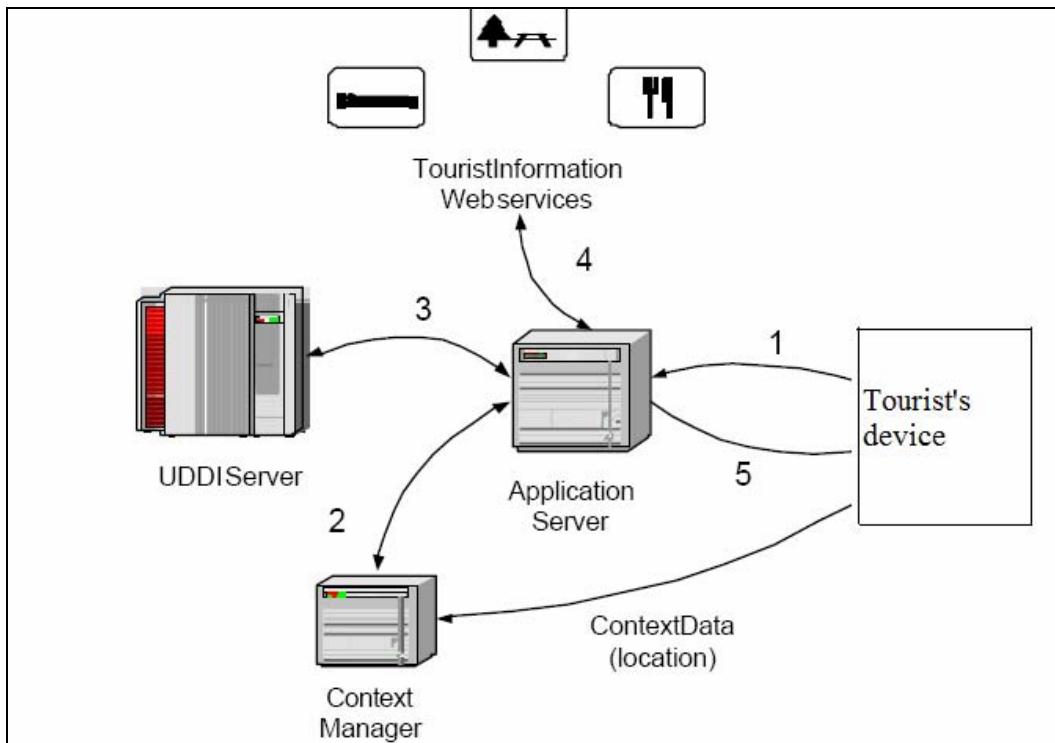 TouristInformation
Webservices
4
3
1
Tourist's
device
UDDIServer
5
Application
Server
2
ContextData
(location)
Context
Manager